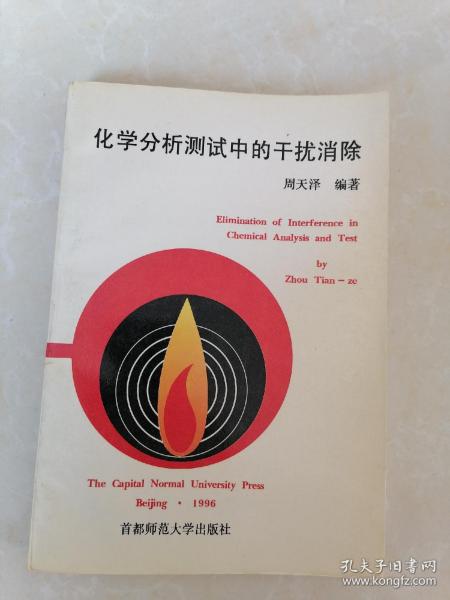 化学分析测试中的干扰消除
周天泽 编著
Elimination of Interference in
Chemical Analysis and Test
by
Zhou Tian－ze
The Capital Normal University Press
Beijing · 1996
首都师范大学出版社
孔夫子旧书网
www.kongfz.com